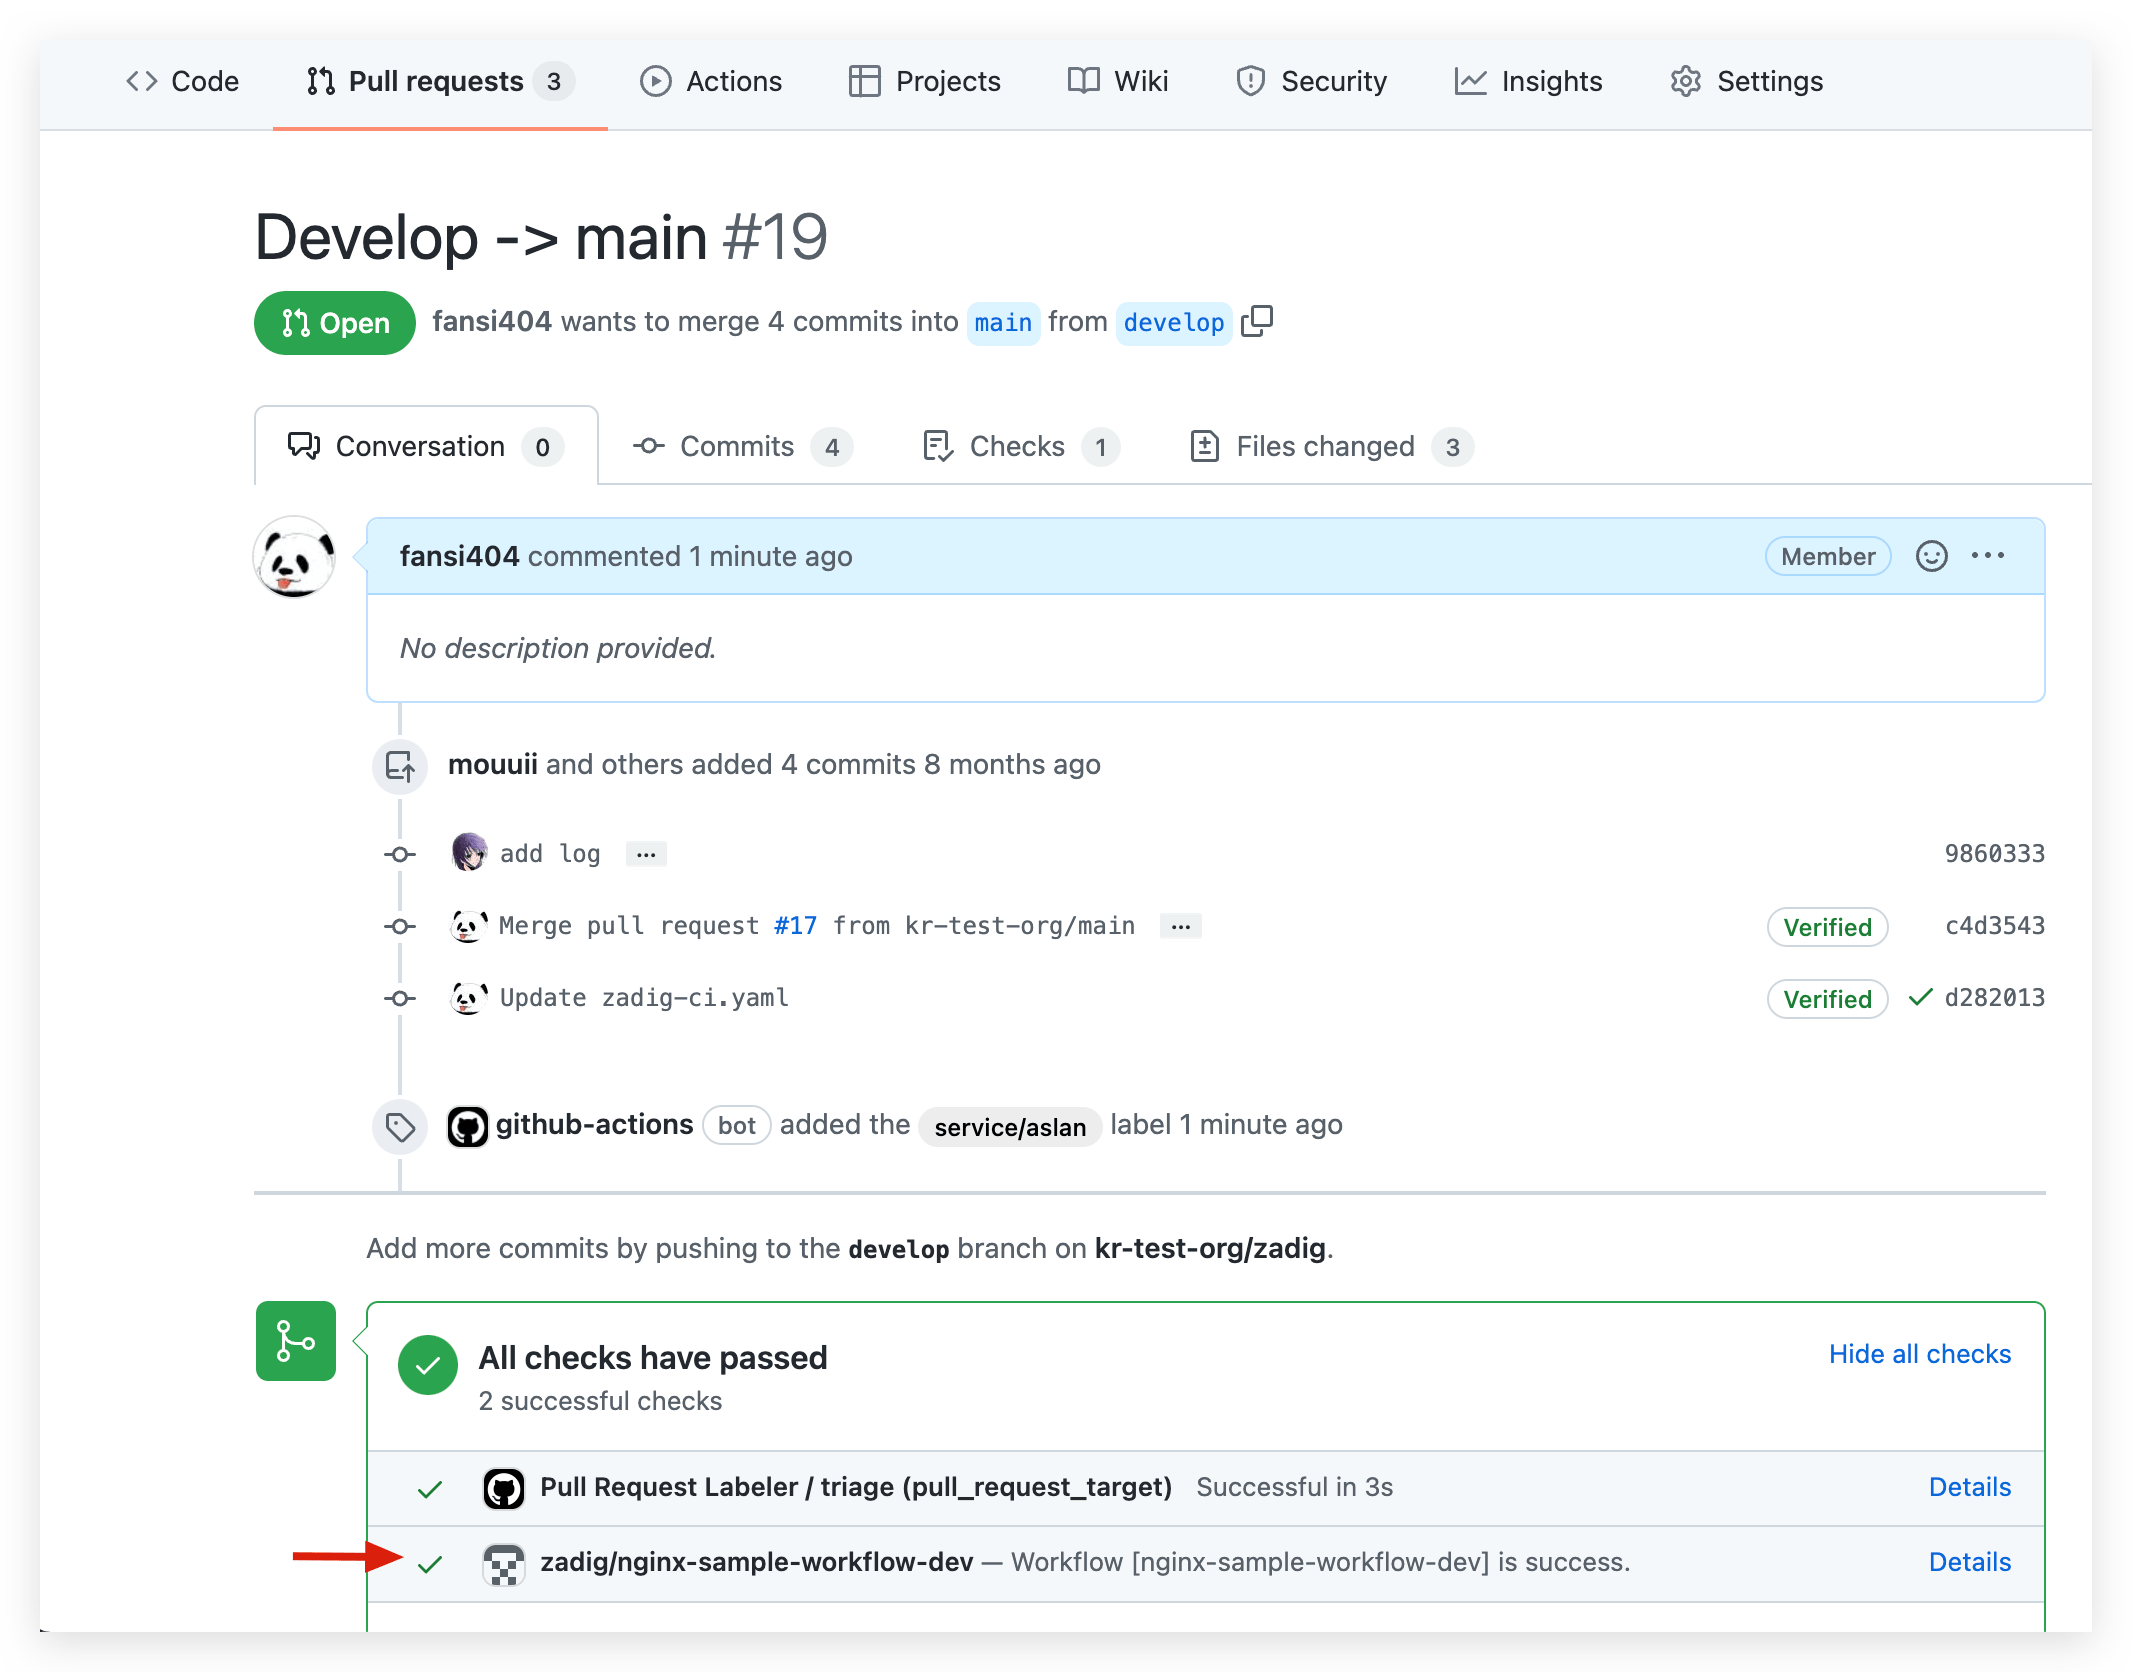 Code Pull requests 3 Actions Projects Wiki Security Insights Settings
Develop -> main #19
Open fansi404 wants to merge 4 commits into main from develop
Conversation 0 Commits 4 Checks 1 Files changed 3
fansi404 commented 1 minute ago Member ...
No description provided.
mouuii and others added 4 commits 8 months ago
add log ... 9860333
Merge pull request #17 from kr-test-org/main ... Verified c4d3543
Update zadig-ci.yaml Verified d282013
github-actions bot added the service/aslan label 1 minute ago
Add more commits by pushing to the develop branch on kr-test-org/zadig.
All checks have passed Hide all checks
2 successful checks
Pull Request Labeler / triage (pull_request_target) Successful in 3s Details
zadig/nginx-sample-workflow-dev — Workflow [nginx-sample-workflow-dev] is success. Details